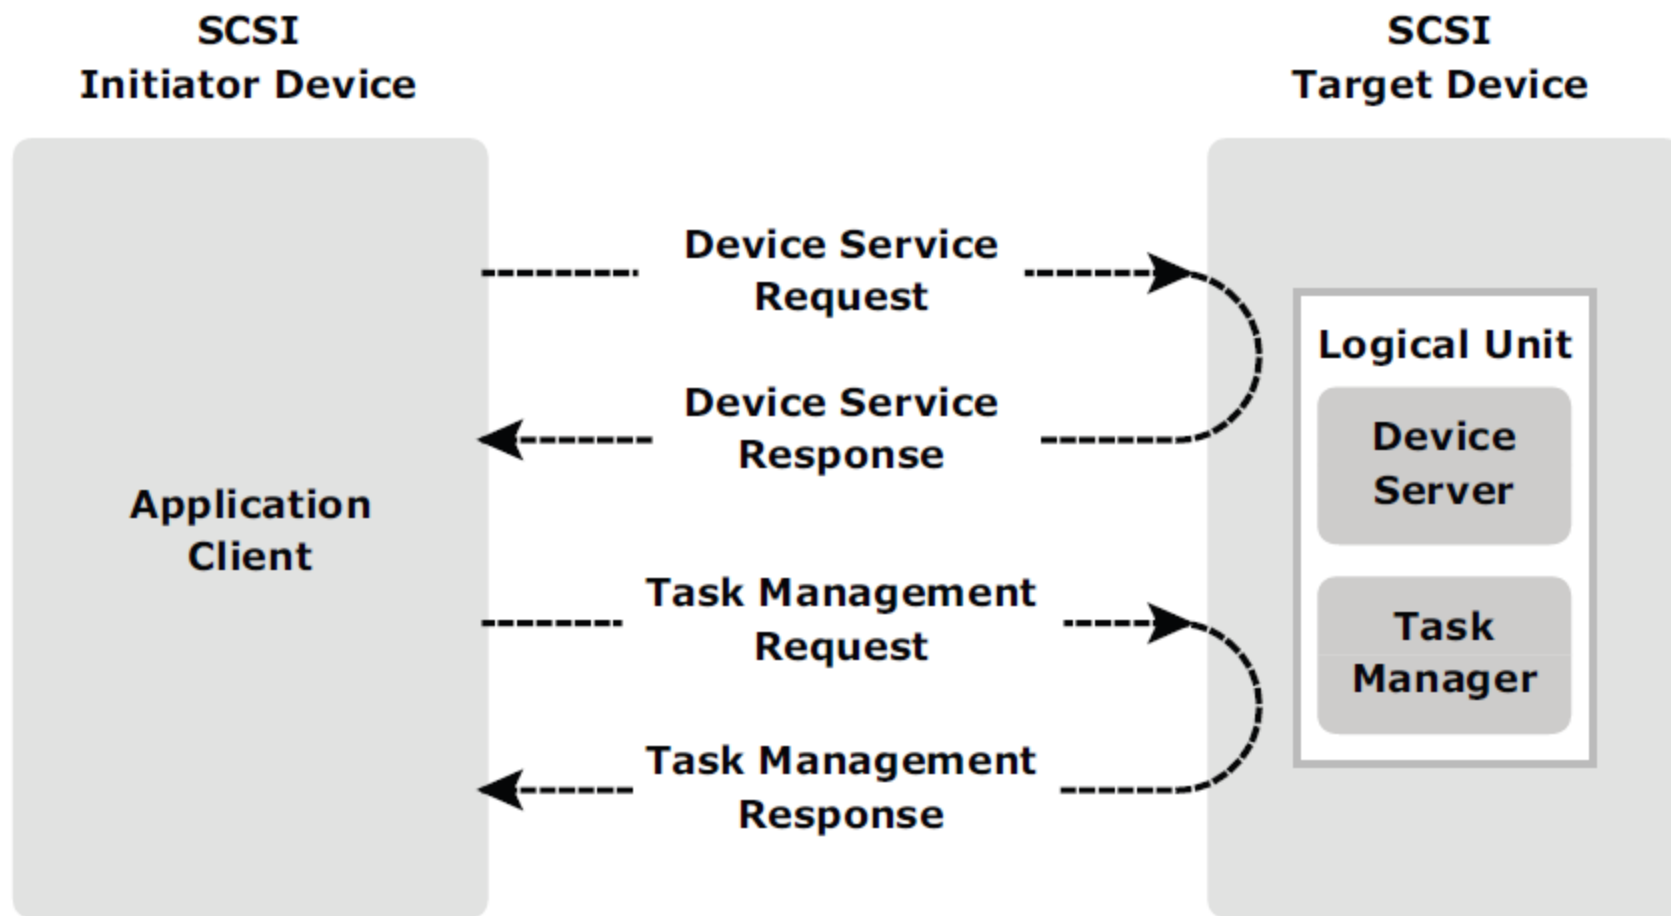 SCSI
Initiator Device
SCSI
Target Device
Device Service
Request
Device Service
Response
Application
Client
Task Management
Request
Task Management
Response
Logical Unit
Device
Server
Task
Manager